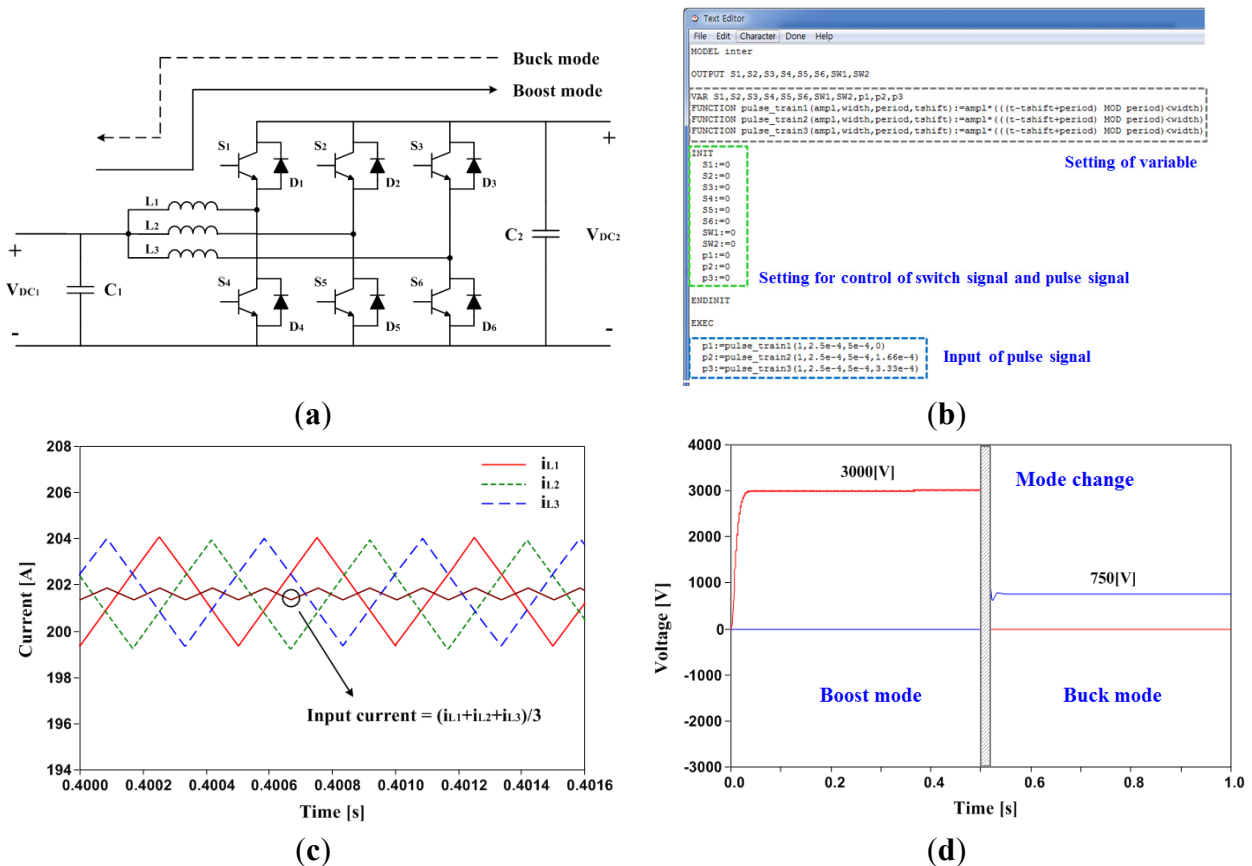 Buck mode
Boost mode
S1
S2
S3
D1
D2
D3
L1
L2
L3
+
+
VDC1
C1
C2
VDC2
S4
S5
S6
D4
D5
D6
-
-
(a)
Text Editor
File Edit Character Done Help
MODEL inter
OUTPUT S1,S2,S3,S4,S5,S6,SW1,SW2
VAR S1,S2,S3,S4,S5,S6,SW1,SW2,p1,p2,p3
FUNCTION pulse_train1(ampl,width,period,tshift):=ampl*(((t-tshift+period) MOD period)<width)
FUNCTION pulse_train2(ampl,width,period,tshift):=ampl*(((t-tshift+period) MOD period)<width)
FUNCTION pulse_train3(ampl,width,period,tshift):=ampl*(((t-tshift+period) MOD period)<width)
Setting of variable
INIT
S1:=0
S2:=0
S3:=0
S4:=0
S5:=0
S6:=0
SW1:=0
SW2:=0
p1:=0
p2:=0
p3:=0
Setting for control of switch signal and pulse signal
ENDINIT
EXEC
p1:=pulse_train1(1,2.5e-4,5e-4,0)
p2:=pulse_train2(1,2.5e-4,5e-4,1.66e-4)
p3:=pulse_train3(1,2.5e-4,5e-4,3.33e-4)
Input of pulse signal
(b)
Current [A]
208
206
204
202
200
198
196
194
iL1
iL2
iL3
Input current = (iL1+iL2+iL3)/3
0.4000 0.4002 0.4004 0.4006 0.4008 0.4010 0.4012 0.4014 0.4016
Time [s]
(c)
Voltage [V]
4000
3000
2000
1000
0
-1000
-2000
-3000
3000[V]
Mode change
750[V]
Boost mode
Buck mode
0.0 0.2 0.4 0.6 0.8 1.0
Time [s]
(d)